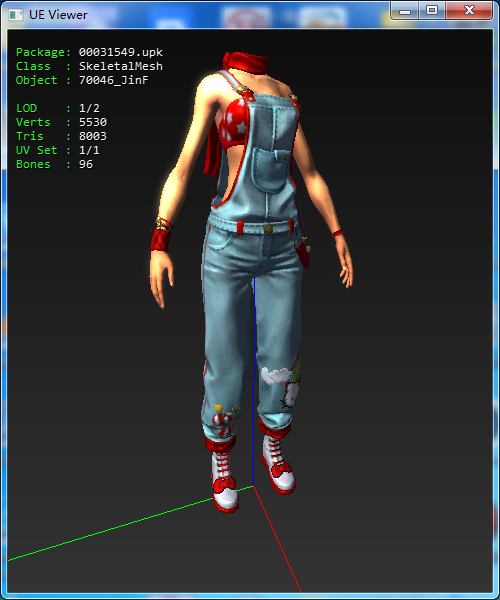 UE Viewer
Package: 00031549.upk
Class : SkeletalMesh
Object : 70046_JinF
LOD : 1/2
Verts : 5530
Tris : 8003
UV Set : 1/1
Bones : 96